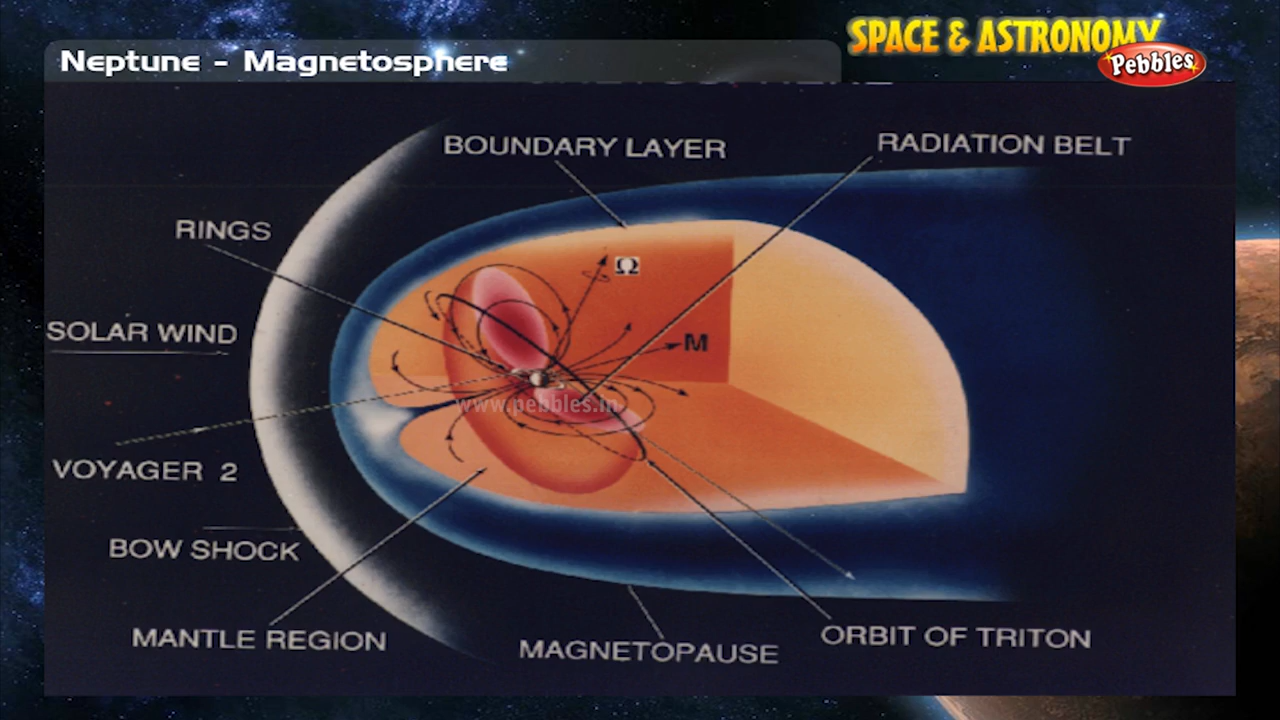 SPACE & ASTRONOMY
Pebbles
Neptune - Magnetosphere
BOUNDARY LAYER
RADIATION BELT
RINGS
Ω
SOLAR WIND
M
www.pebbles.in
VOYAGER 2
BOW SHOCK
MANTLE REGION
MAGNETOPAUSE
ORBIT OF TRITON